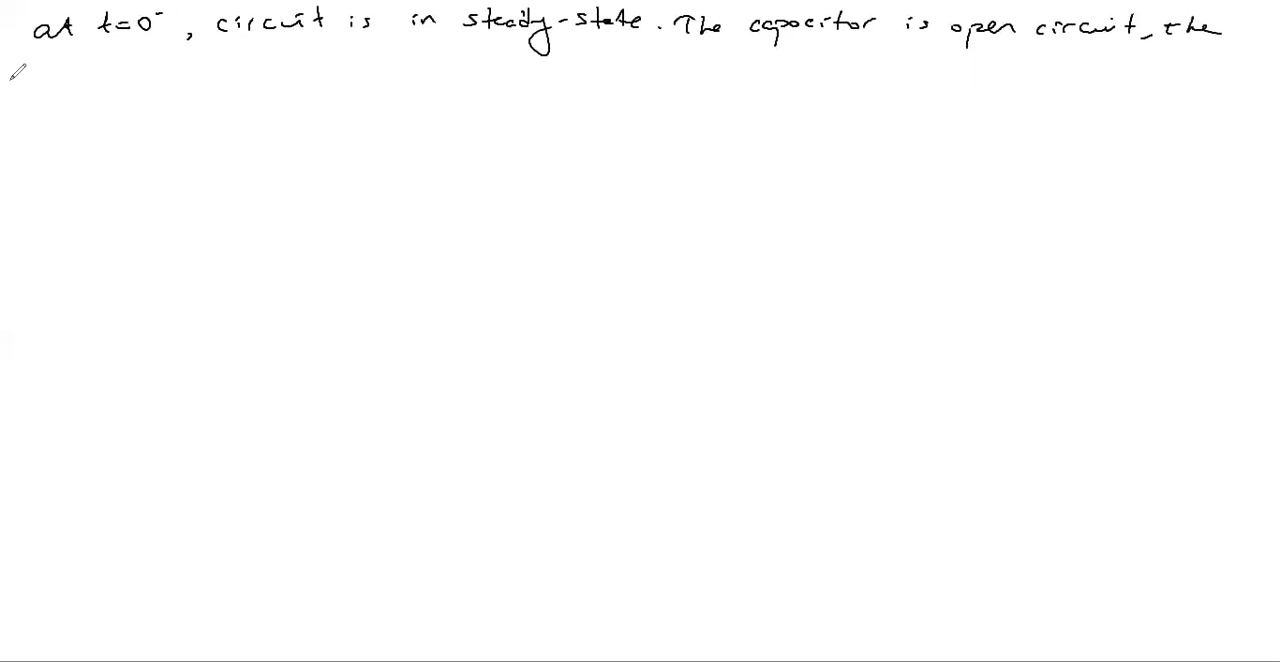 at t=0⁻, circuit is in steady-state. The capacitor is open circuit, the